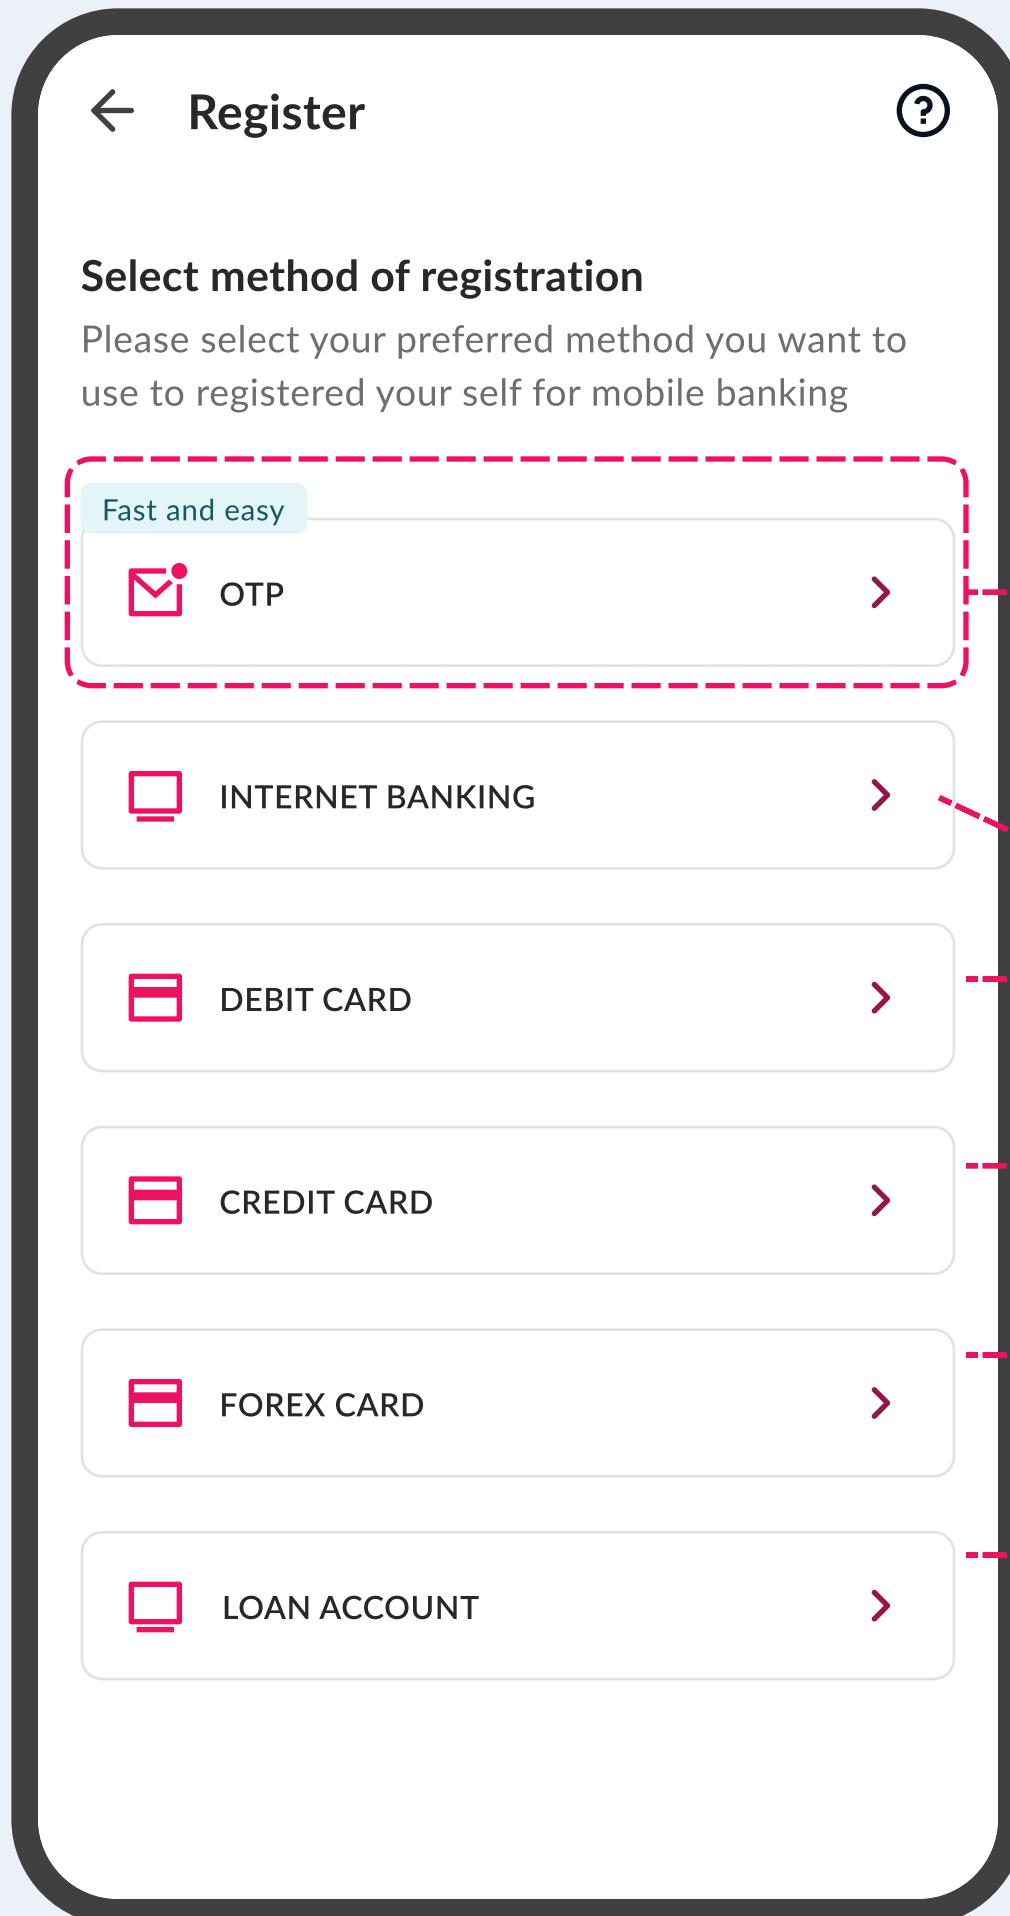 Register
?
Select method of registration
Please select your preferred method you want to
use to registered your self for mobile banking
Fast and easy
OTP
INTERNET BANKING
DEBIT CARD
CREDIT CARD
FOREX CARD
LOAN ACCOUNT